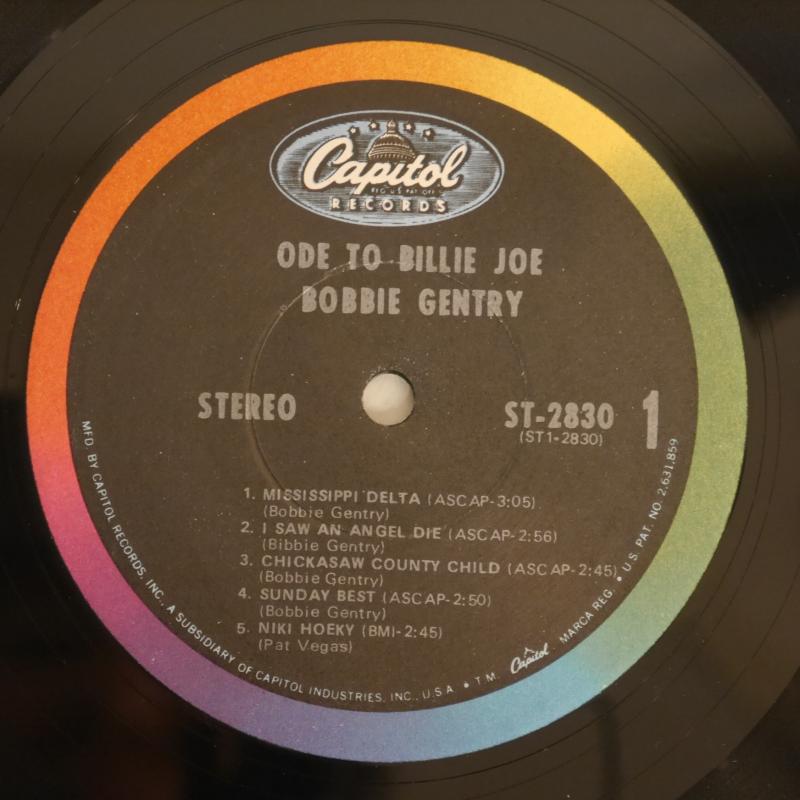 Capitol
REG. U.S. PAT. OFF.
RECORDS
ODE TO BILLIE JOE
BOBBIE GENTRY
STEREO
ST-2830 1
(ST1-2830)
1. MISSISSIPPI DELTA (ASCAP-3:05)
(Bobbie Gentry)
2. I SAW AN ANGEL DIE (ASCAP-2:56)
(Bibbie Gentry)
3. CHICKASAW COUNTY CHILD (ASCAP-2:45)
(Bobbie Gentry)
4. SUNDAY BEST (ASCAP-2:50)
(Bobbie Gentry)
5. NIKI HOEKY (BMI-2:45)
(Pat Vegas)
MFD. BY CAPITOL RECORDS, INC., A SUBSIDIARY OF CAPITOL INDUSTRIES, INC., U.S.A. • T.M. Capitol MARCA REG. • U.S. PAT. NO. 2,631,859